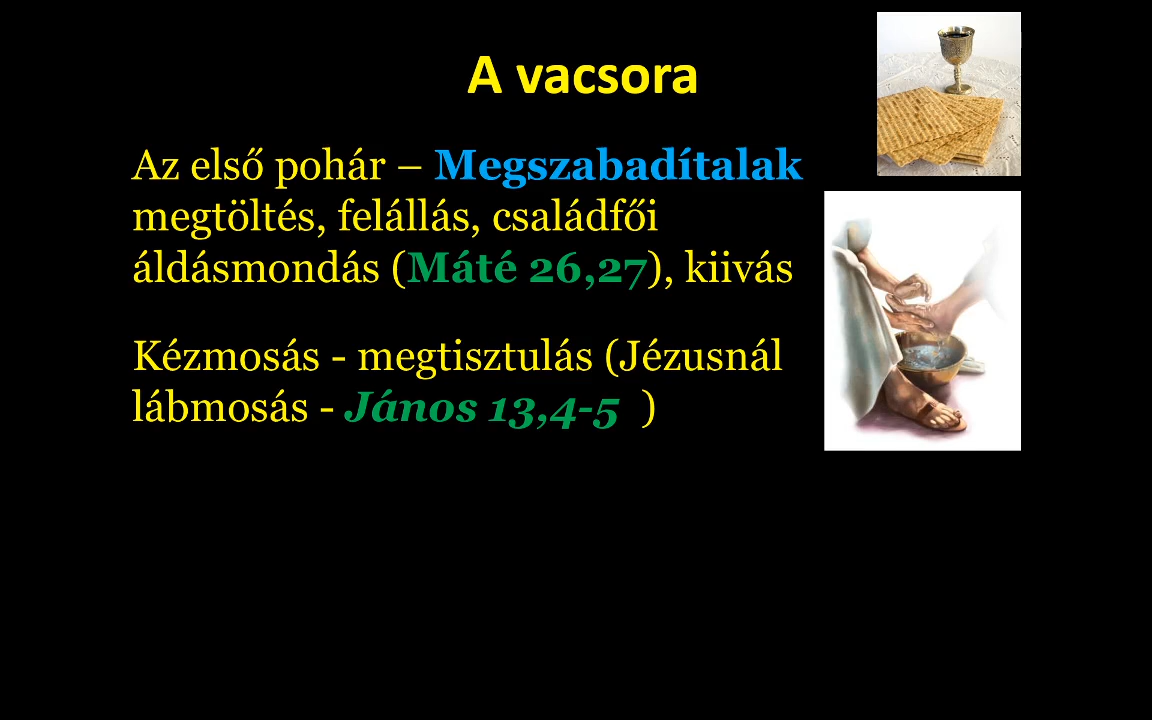 A vacsora
Az első pohár – Megszabadítalak
megtöltés, felállás, családfői
áldásmondás (Máté 26,27), kiivás
Kézmosás - megtisztulás (Jézusnál
lábmosás - János 13,4-5 )